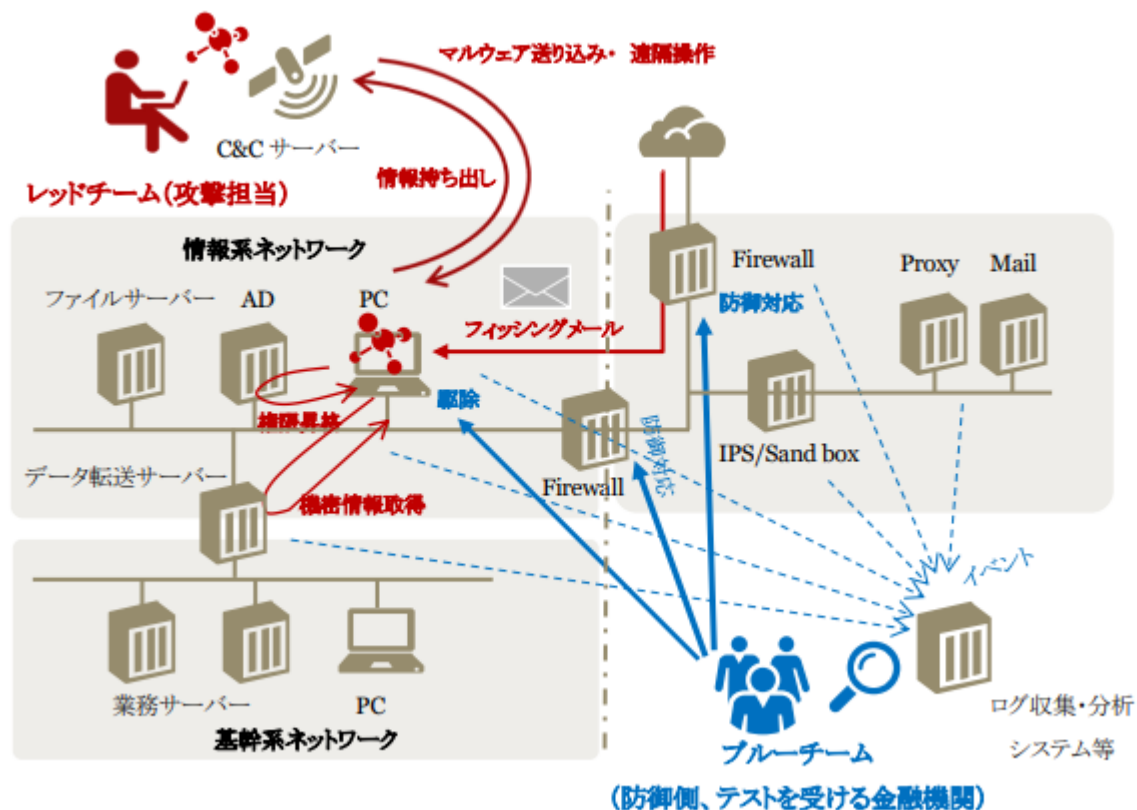 マルウェア送り込み・ 遠隔操作
C&C サーバー
情報持ち出し
レッドチーム(攻撃担当)
情報系ネットワーク
ファイルサーバー
AD
PC
フィッシングメール
Firewall
防御対応
Proxy
Mail
権限昇格
駆除
防御対応
IPS/Sand box
データ転送サーバー
Firewall
機密情報取得
イベント
業務サーバー
PC
基幹系ネットワーク
ログ収集・分析
システム等
ブルーチーム
(防御側、テストを受ける金融機関)